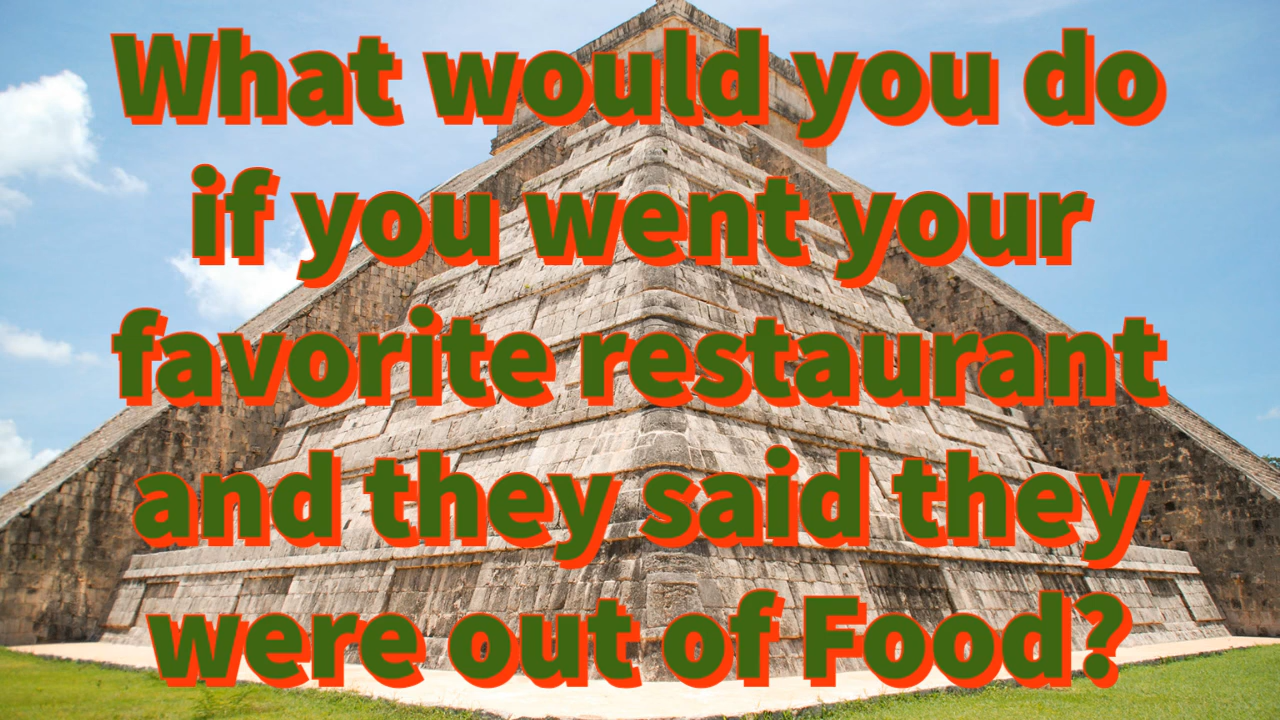 What would you do
if you went your
favorite restaurant
and they said they
were out of Food?